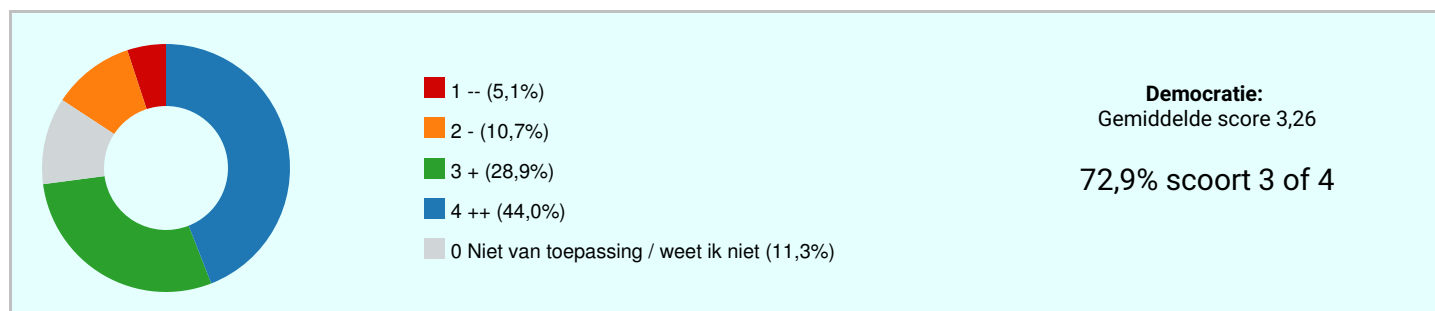 1 -- (5,1%)
2 - (10,7%)
3 + (28,9%)
4 ++ (44,0%)
0 Niet van toepassing / weet ik niet (11,3%)
Democratie:
Gemiddelde score 3,26
72,9% scoort 3 of 4